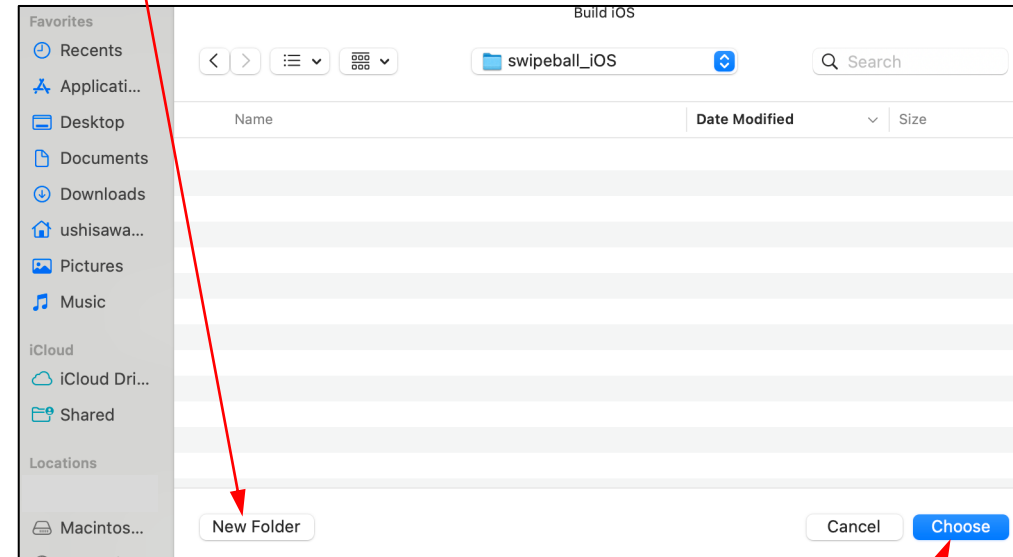 Build iOS
Favorites
Recents
Applicati...
Desktop
Documents
Downloads
ushisawa...
Pictures
Music
iCloud
iCloud Dri...
Shared
Locations
Macintos...
swipeball_iOS
Search
Name Date Modified Size
New Folder Cancel Choose